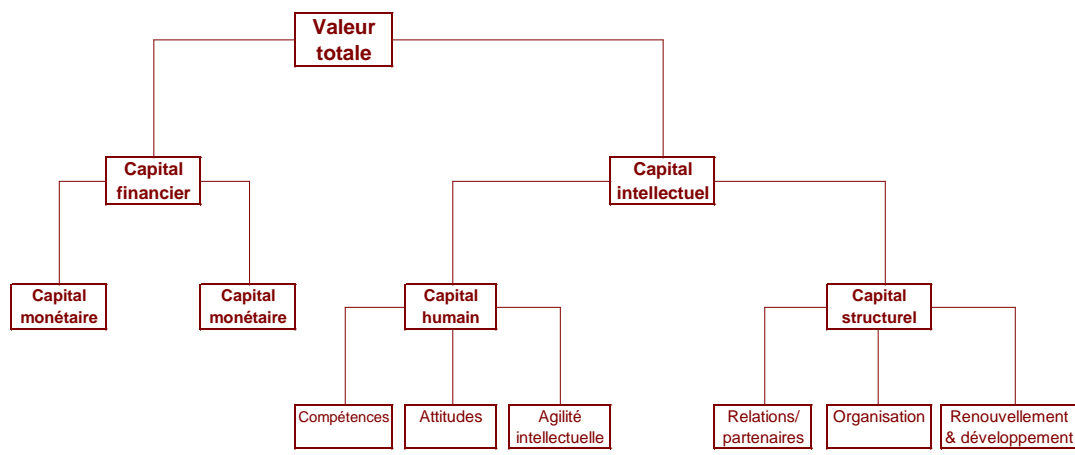 Valeur
totale
Capital
financier
Capital
intellectuel
Capital
monétaire
Capital
monétaire
Capital
humain
Capital
structurel
Compétences
Attitudes
Agilité
intellectuelle
Relations/
partenaires
Organisation
Renouvellement
& développement